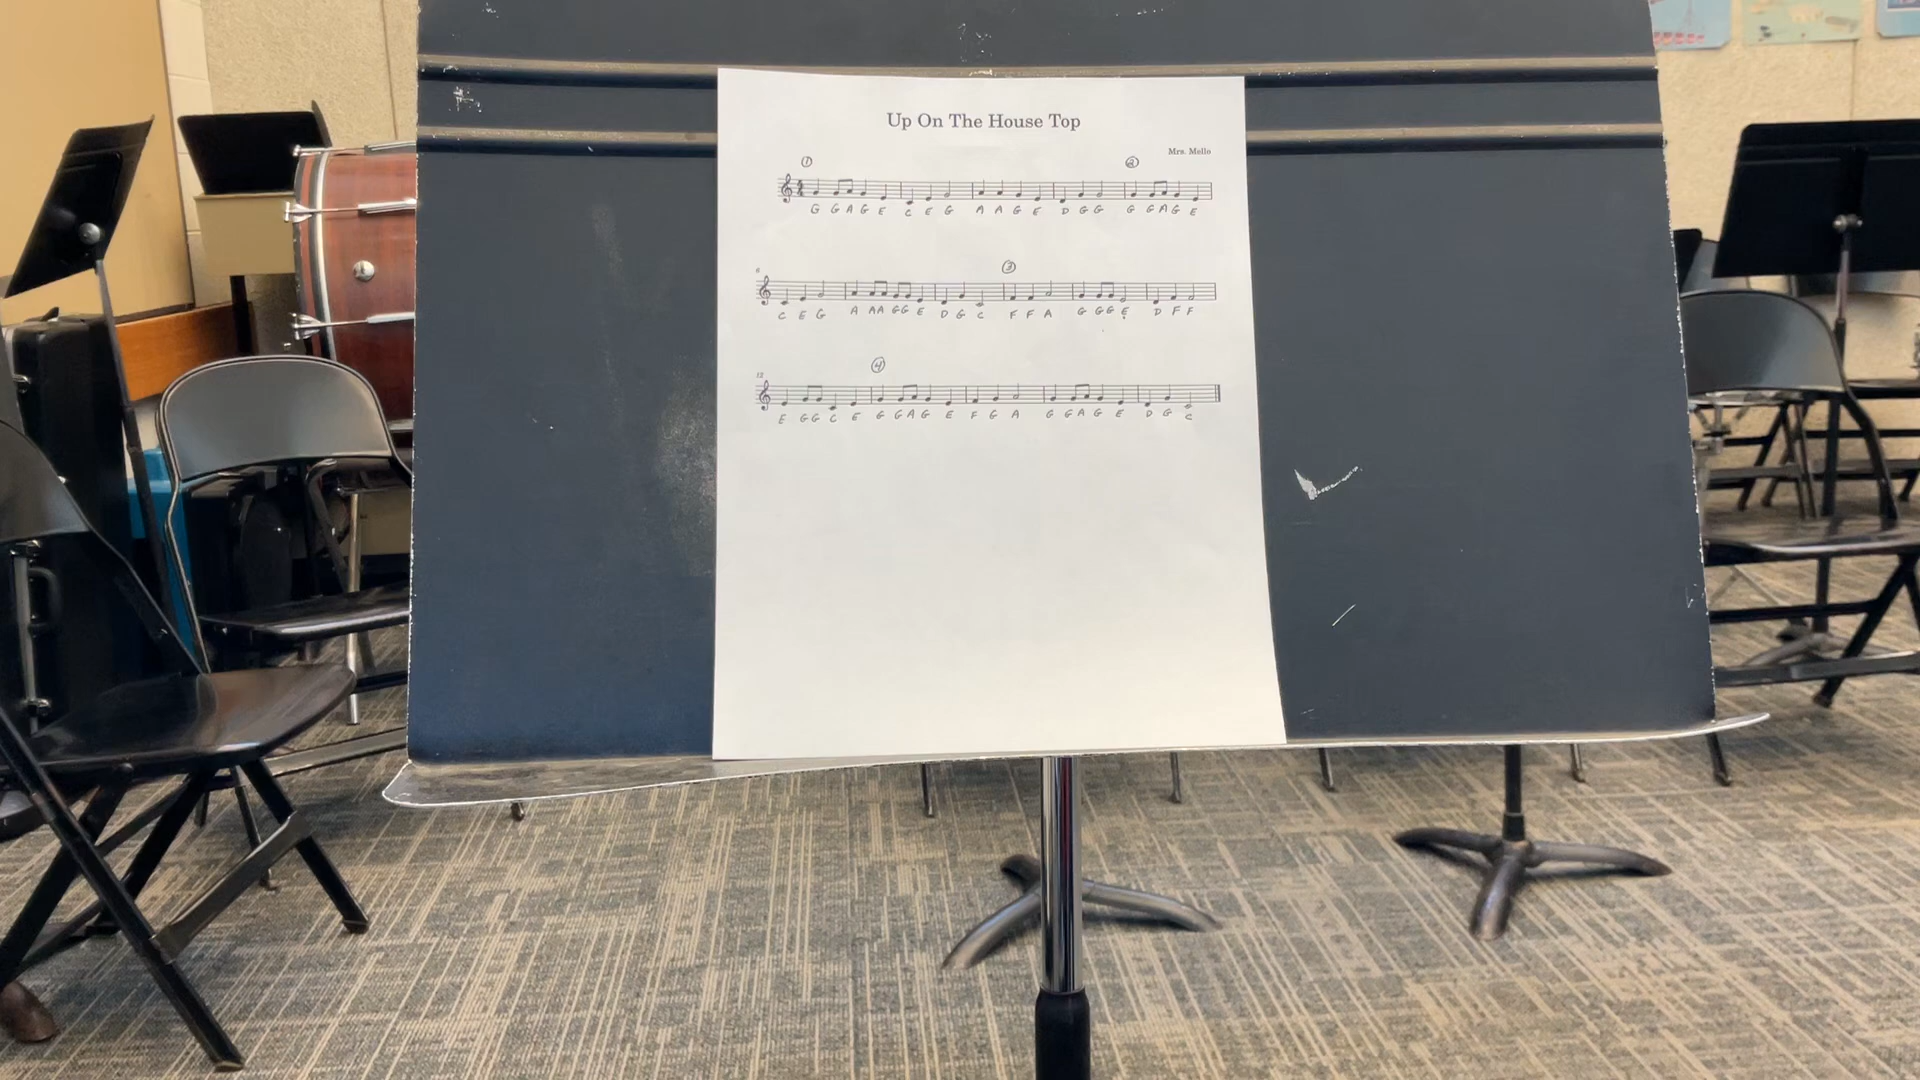 Up On The House Top
Mrs. Mello
① ②
G G A G E C E G A A G E D G G G G A G E
6
③
C E G A A A G G E D G C F F A G G G E D F F
12
④
E G G C E G G A G E F G A G G A G E D G C